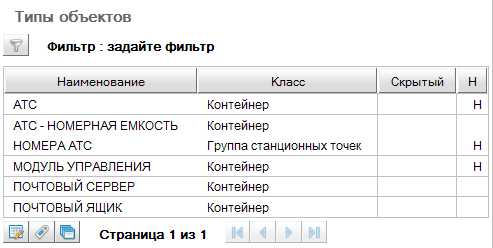 Типы объектов
Фильтр : задайте фильтр
Наименование Класс Скрытый Н
АТС Контейнер Н
АТС - НОМЕРНАЯ ЕМКОСТЬ Контейнер
НОМЕРА АТС Группа станционных точек Н
МОДУЛЬ УПРАВЛЕНИЯ Контейнер Н
ПОЧТОВЫЙ СЕРВЕР Контейнер
ПОЧТОВЫЙ ЯЩИК Контейнер
Страница 1 из 1